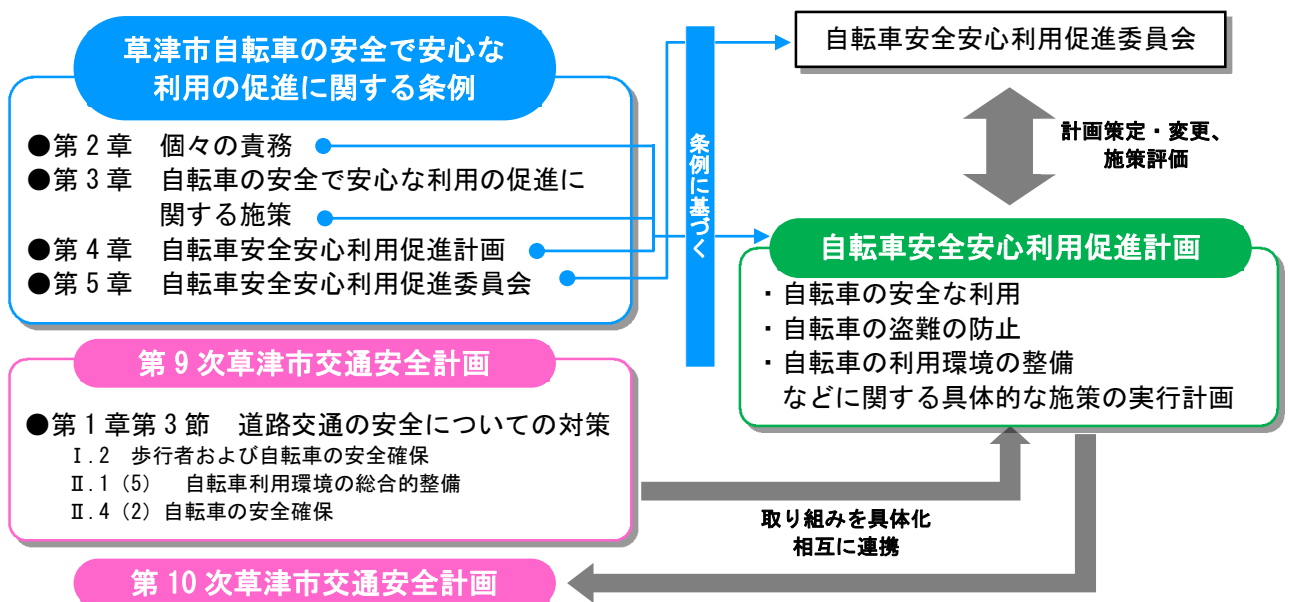 草津市自転車の安全で安心な
利用の促進に関する条例
●第2章　個々の責務
●第3章　自転車の安全で安心な利用の促進に
関する施策
●第4章　自転車安全安心利用促進計画
●第5章　自転車安全安心利用促進委員会
条例に基づく
自転車安全安心利用促進委員会
計画策定・変更、
施策評価
自転車安全安心利用促進計画
・自転車の安全な利用
・自転車の盗難の防止
・自転車の利用環境の整備
などに関する具体的な施策の実行計画
第9次草津市交通安全計画
●第1章第3節　道路交通の安全についての対策
Ⅰ.2　歩行者および自転車の安全確保
Ⅱ.1（5）　自転車利用環境の総合的整備
Ⅱ.4（2）自転車の安全確保
取り組みを具体化
相互に連携
第10次草津市交通安全計画